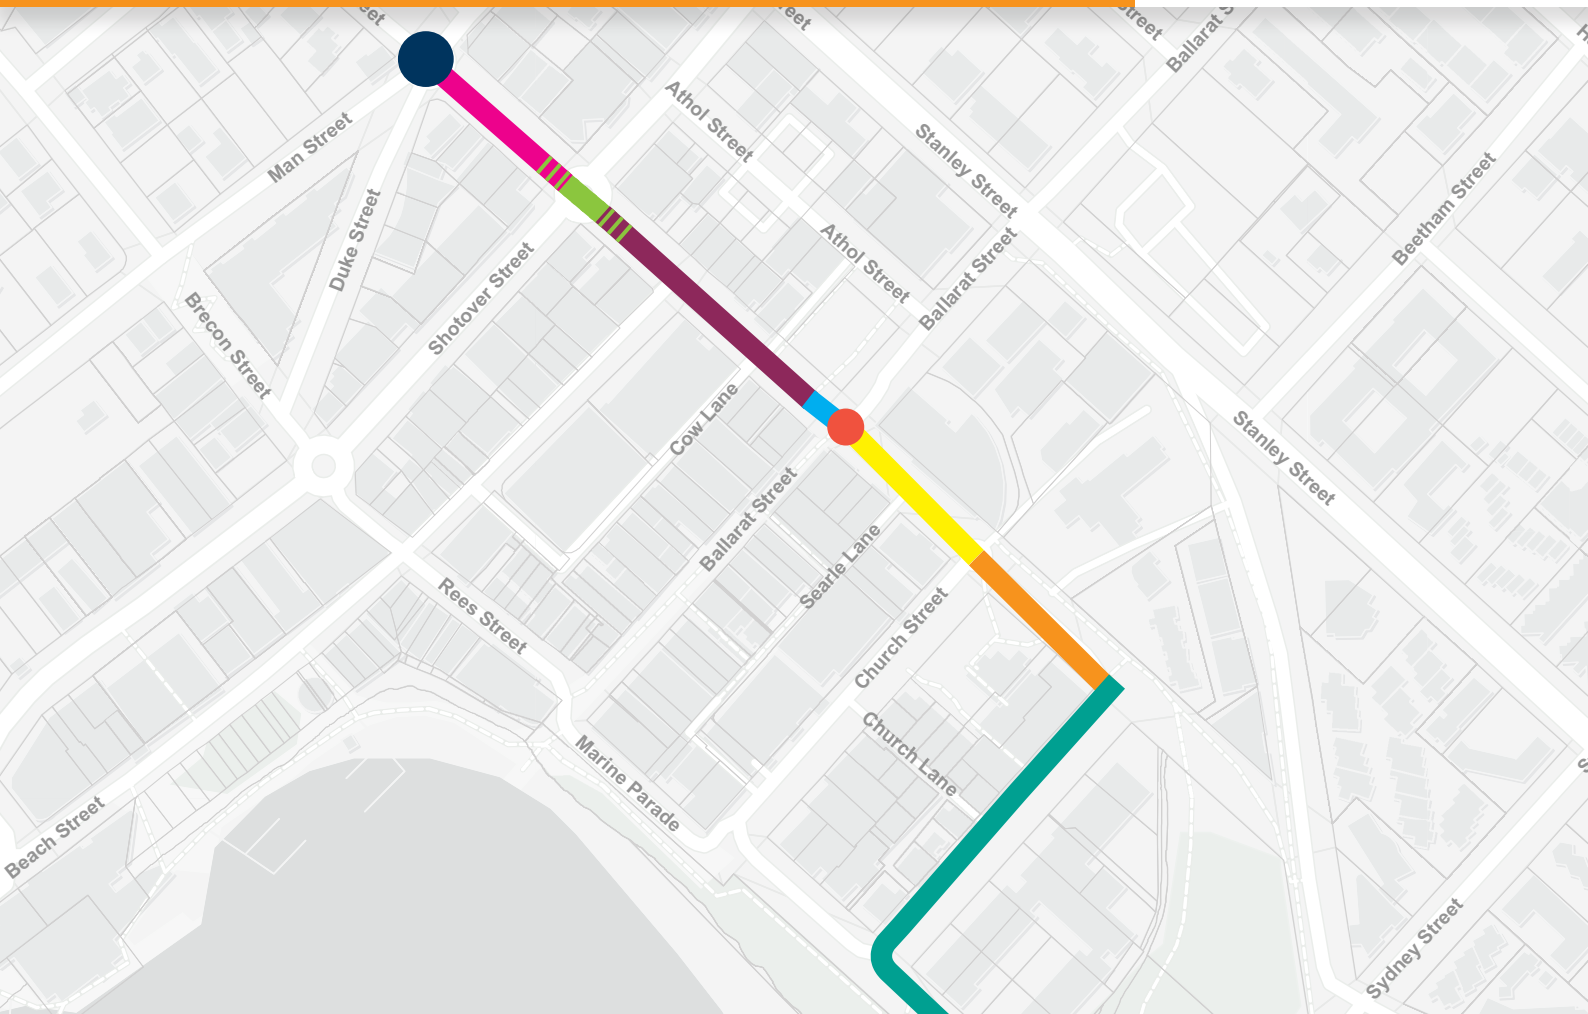 Ballarat S
Man Street
Athol Street
Stanley Street
Beetham Street
Duke Street
Shotover Street
Athol Street
Ballarat Street
Brecon Street
Cow Lane
Stanley Street
Ballarat Street
Searle Lane
Rees Street
Church Street
Church Lane
Marine Parade
Beach Street
Sydney Street